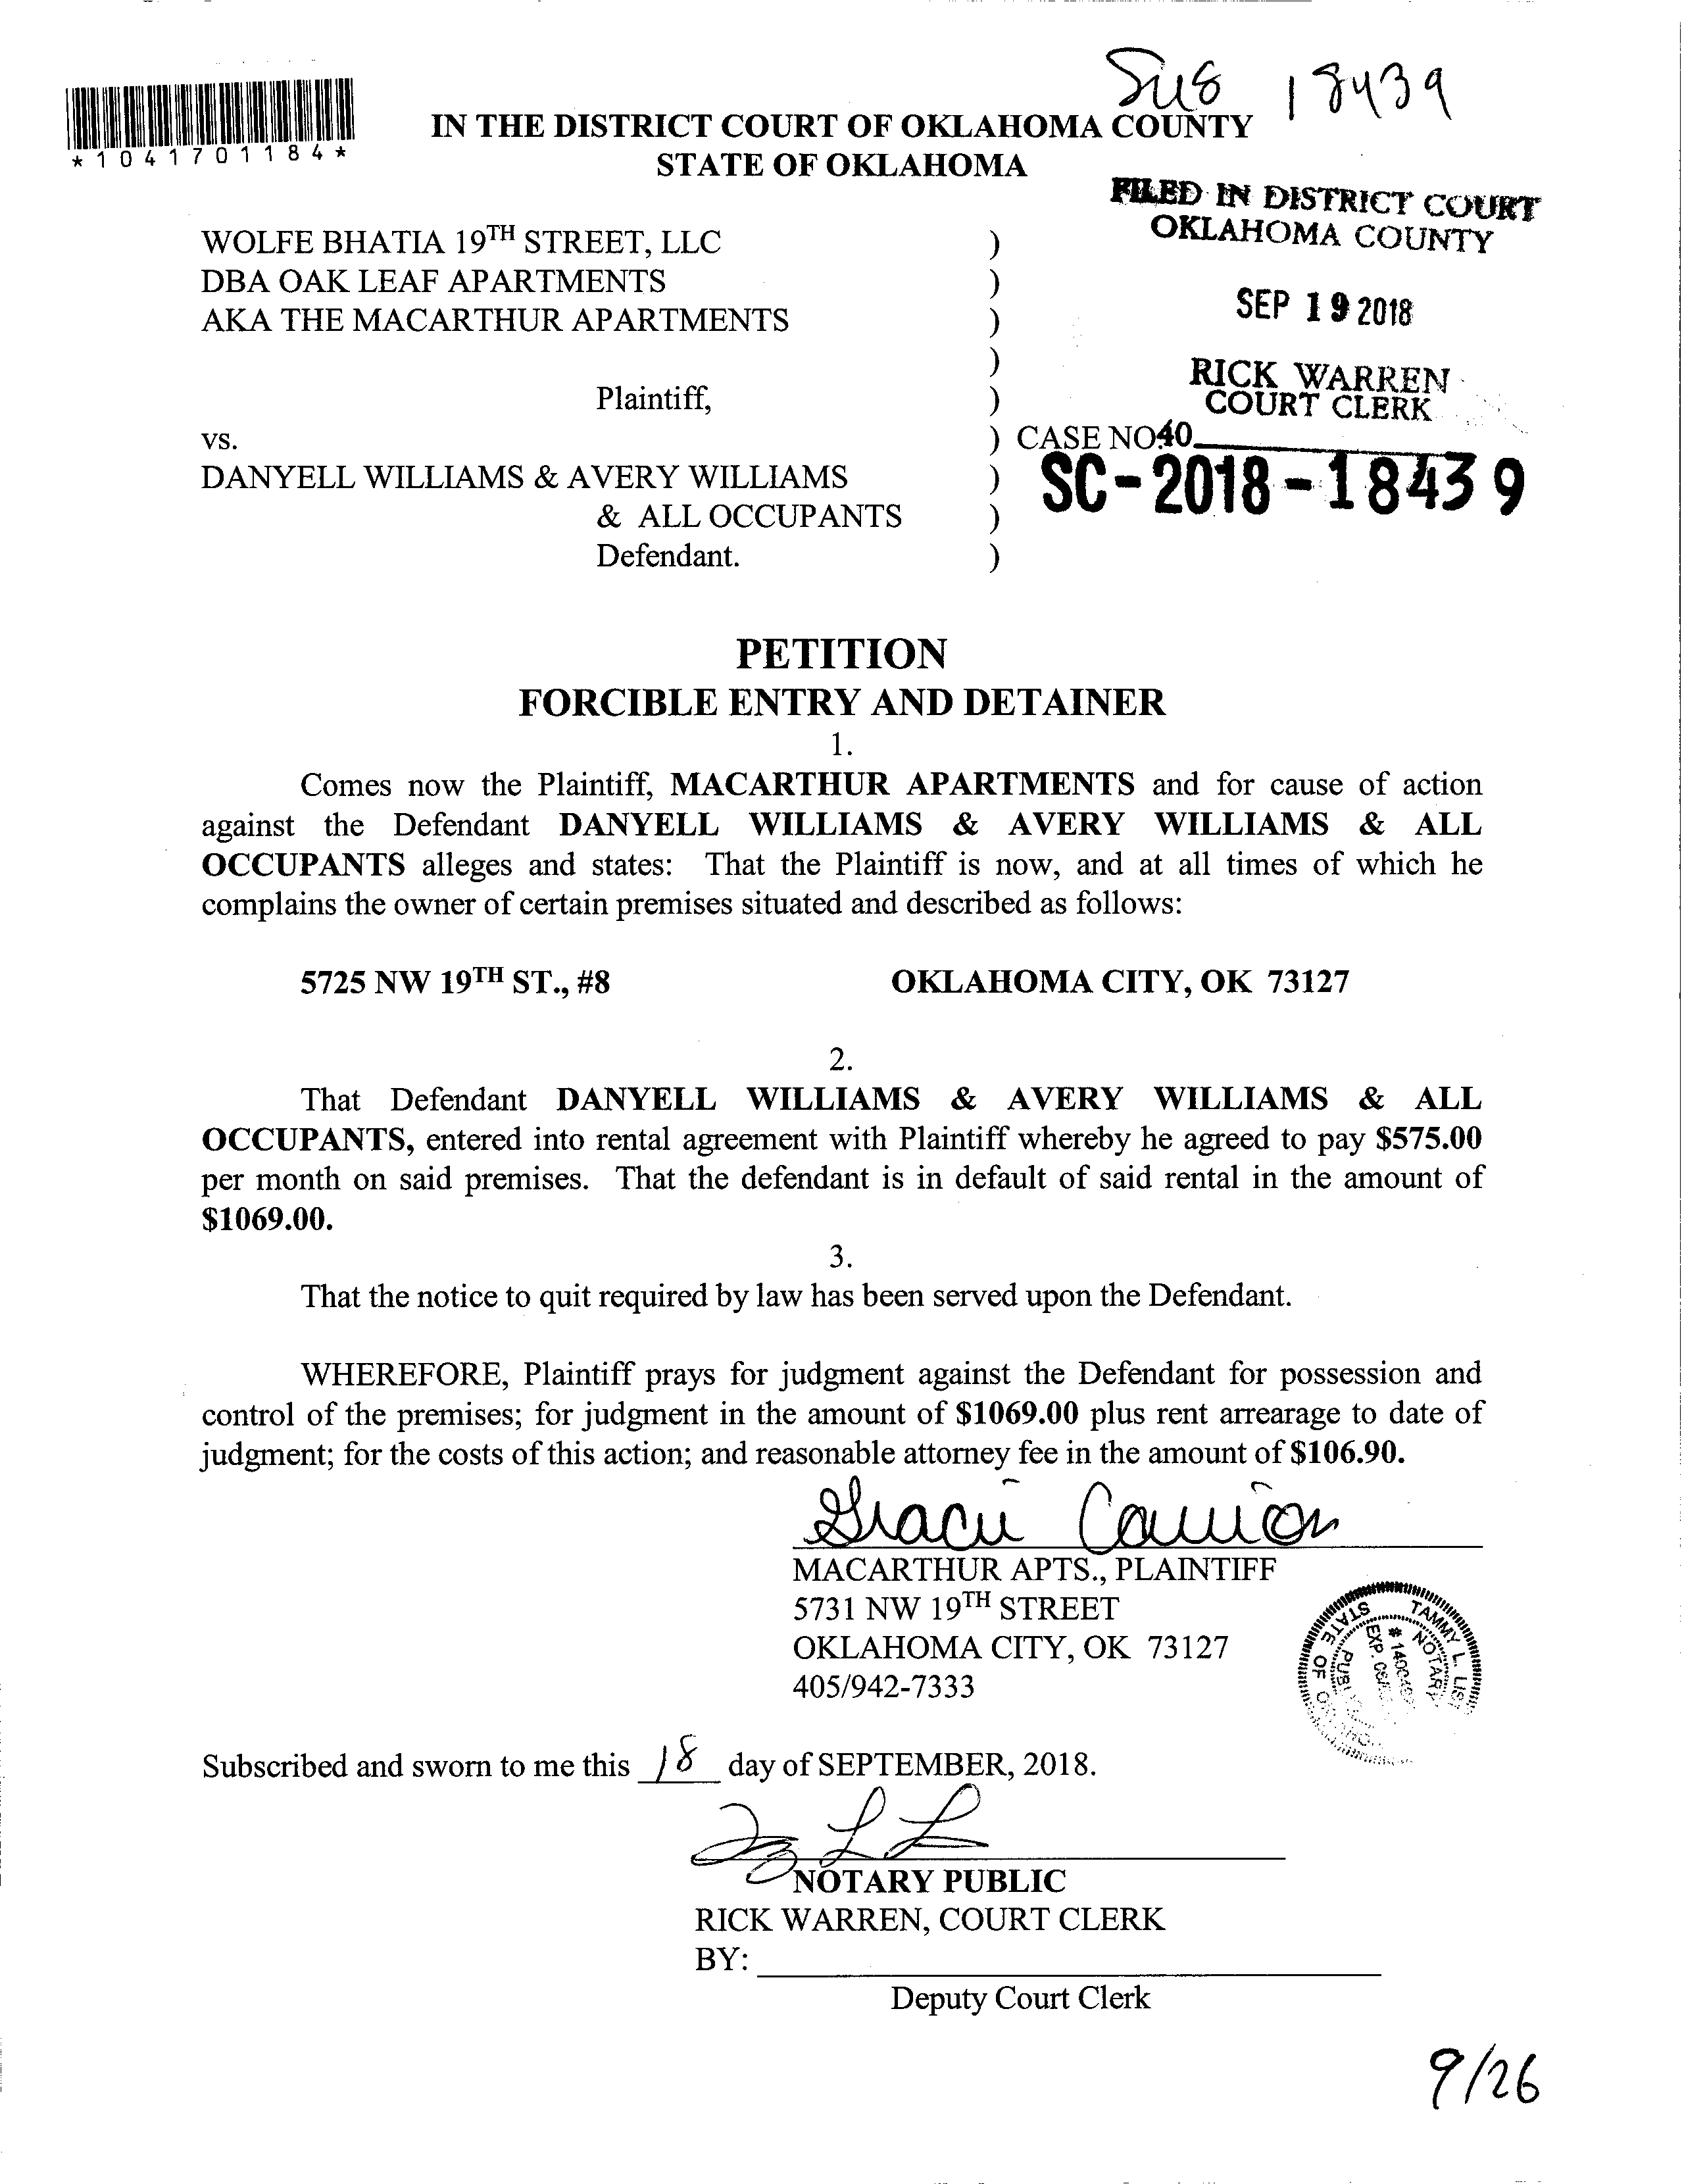 Sus 18439
*1041701184*
IN THE DISTRICT COURT OF OKLAHOMA COUNTY
STATE OF OKLAHOMA
FILED IN DISTRICT COURT
OKLAHOMA COUNTY
WOLFE BHATIA 19TH STREET, LLC )
DBA OAK LEAF APARTMENTS )
AKA THE MACARTHUR APARTMENTS )
SEP 19 2018
)
RICK WARREN
COURT CLERK
Plaintiff, )
vs. ) CASE NO.
40
DANYELL WILLIAMS & AVERY WILLIAMS )
SC-2018-18439
& ALL OCCUPANTS )
Defendant. )
PETITION
FORCIBLE ENTRY AND DETAINER
1.
Comes now the Plaintiff, MACARTHUR APARTMENTS and for cause of action
against the Defendant DANYELL WILLIAMS & AVERY WILLIAMS & ALL
OCCUPANTS alleges and states: That the Plaintiff is now, and at all times of which he
complains the owner of certain premises situated and described as follows:
5725 NW 19TH ST., #8 OKLAHOMA CITY, OK 73127
2.
That Defendant DANYELL WILLIAMS & AVERY WILLIAMS & ALL
OCCUPANTS, entered into rental agreement with Plaintiff whereby he agreed to pay $575.00
per month on said premises. That the defendant is in default of said rental in the amount of
$1069.00.
3.
That the notice to quit required by law has been served upon the Defendant.
WHEREFORE, Plaintiff prays for judgment against the Defendant for possession and
control of the premises; for judgment in the amount of $1069.00 plus rent arrearage to date of
judgment; for the costs of this action; and reasonable attorney fee in the amount of $106.90.
MACARTHUR APTS., PLAINTIFF
5731 NW 19TH STREET
OKLAHOMA CITY, OK 73127
405/942-7333
TAMMY L.
NOTARY
STATE OF
EXP.
Subscribed and sworn to me this 18 day of SEPTEMBER, 2018.
NOTARY PUBLIC
RICK WARREN, COURT CLERK
BY:
Deputy Court Clerk
9/26